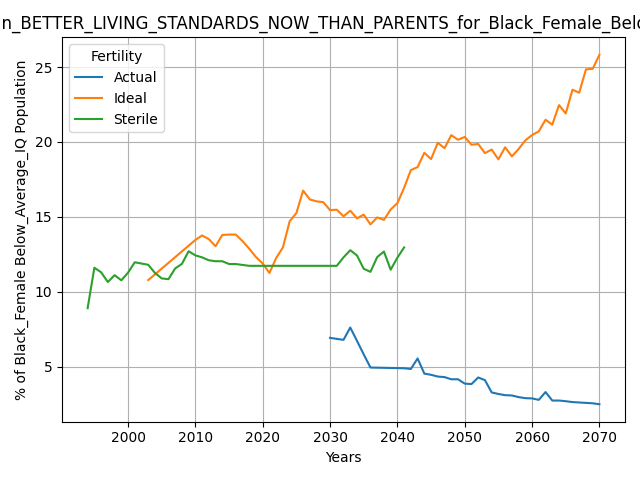 n_BETTER_LIVING_STANDARDS_NOW_THAN_PARENTS_for_Black_Female_Belo
Fertility
Actual
Ideal
Sterile
% of Black_Female Below_Average_IQ Population
25
20
15
10
5
2000 2010 2020 2030 2040 2050 2060 2070
Years